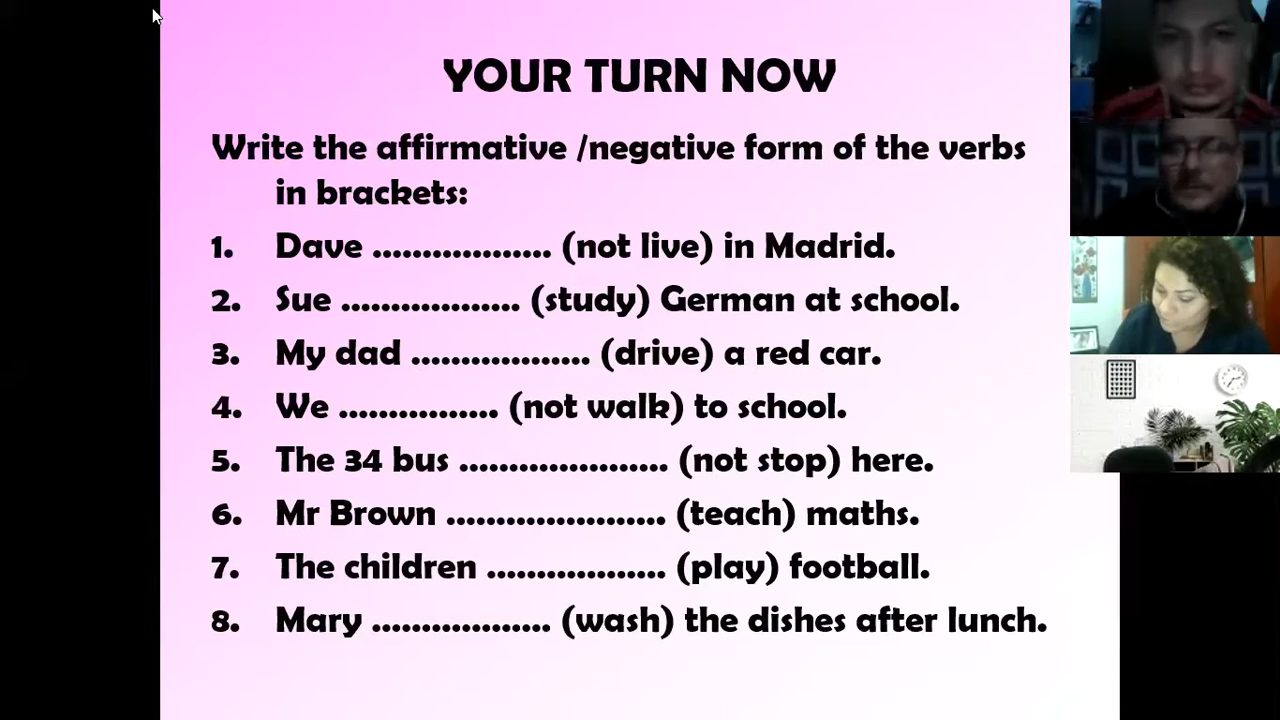 YOUR TURN NOW
Write the affirmative /negative form of the verbs
in brackets:
1. Dave .................. (not live) in Madrid.
2. Sue .................. (study) German at school.
3. My dad .................. (drive) a red car.
4. We ................ (not walk) to school.
5. The 34 bus ..................... (not stop) here.
6. Mr Brown ...................... (teach) maths.
7. The children .................. (play) football.
8. Mary .................. (wash) the dishes after lunch.